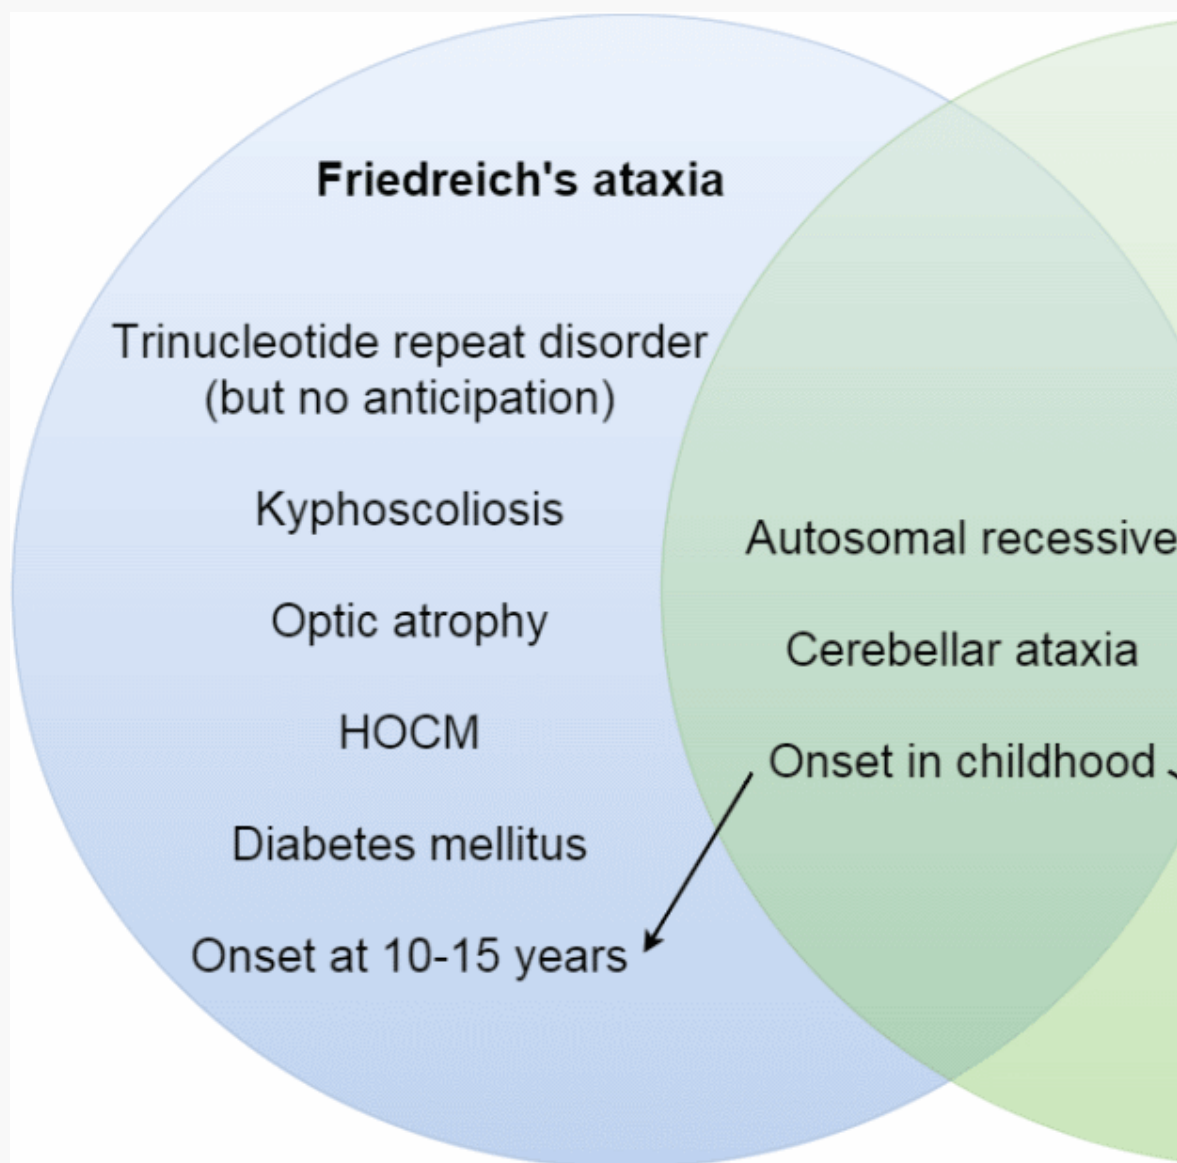 Friedreich's ataxia
Trinucleotide repeat disorder
(but no anticipation)
Kyphoscoliosis
Optic atrophy
HOCM
Diabetes mellitus
Onset at 10-15 years
Autosomal recessive
Cerebellar ataxia
Onset in childhood